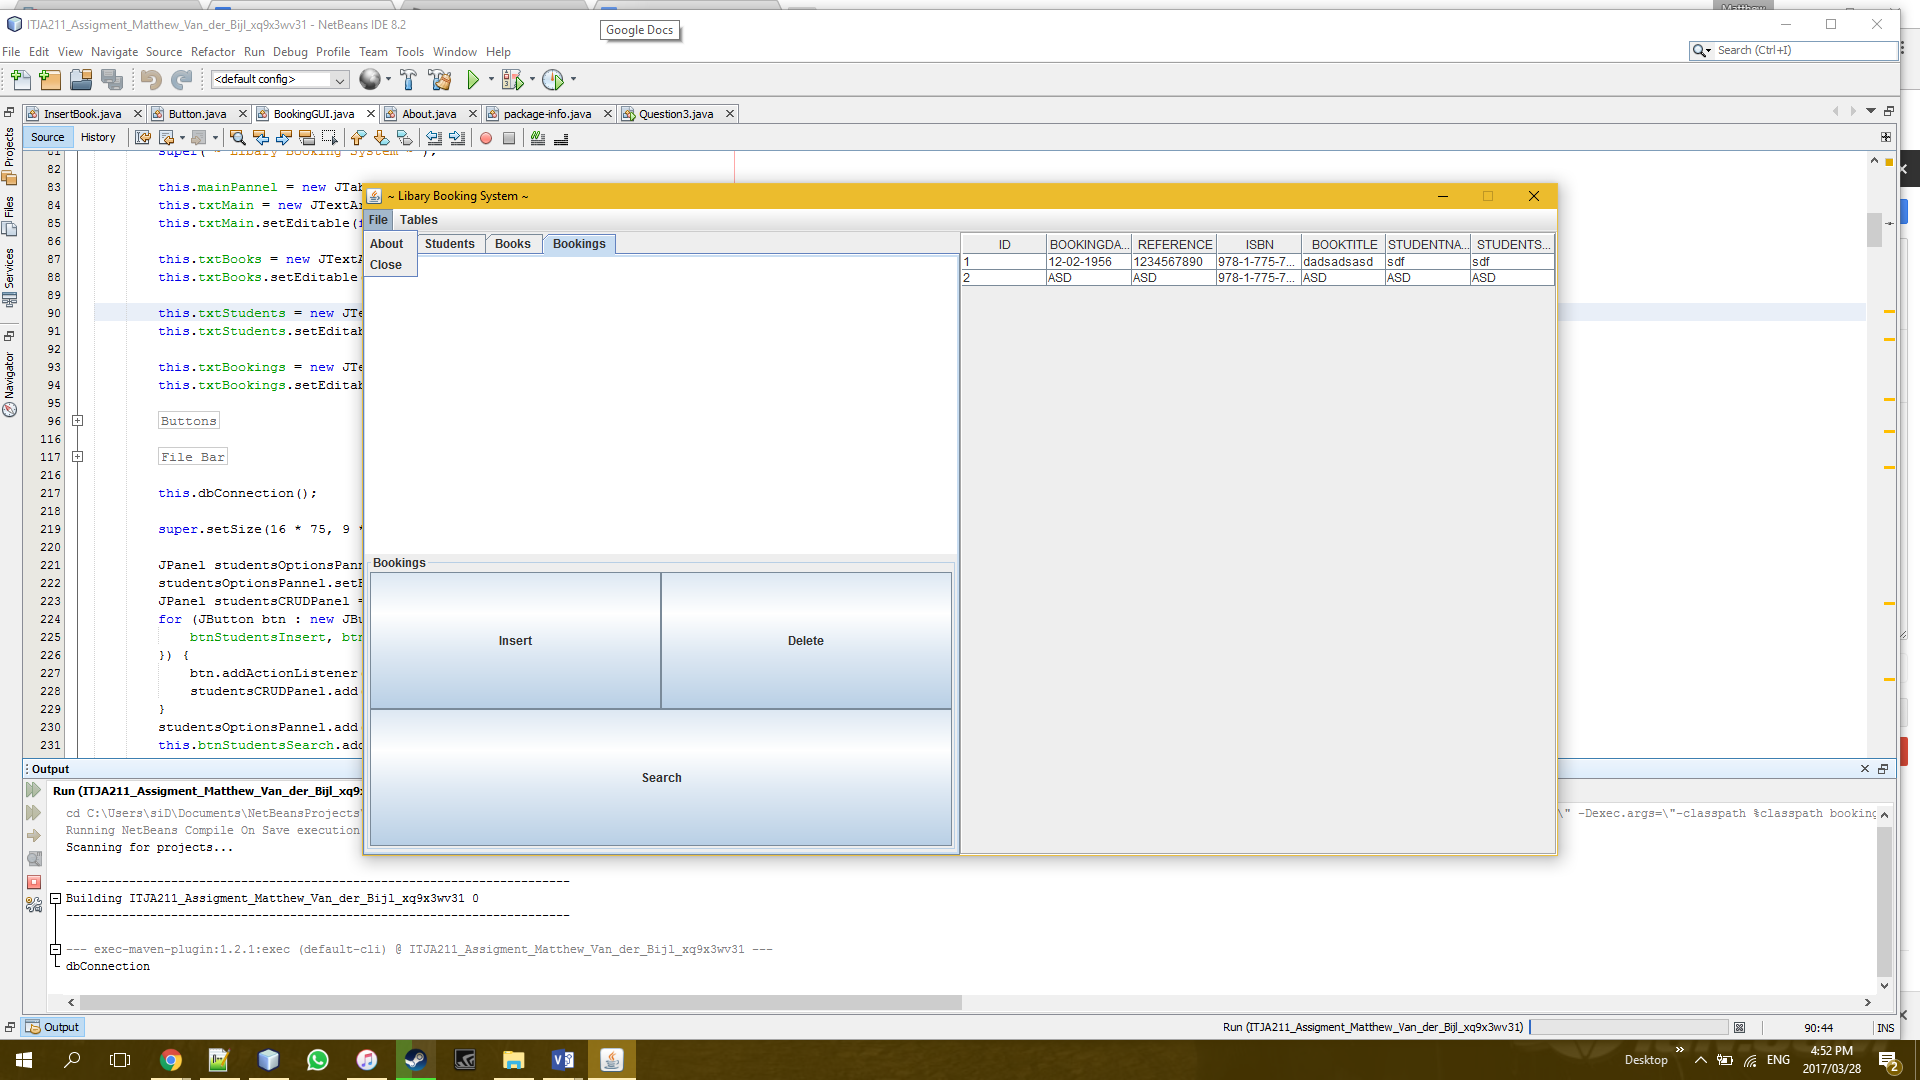 Matthew
ITJA211_Assigment_Matthew_Van_der_Bijl_xq9x3wv31 - NetBeans IDE 8.2
Google Docs
File Edit View Navigate Source Refactor Run Debug Profile Team Tools Window Help
Search (Ctrl+I)
<default config>
InsertBook.java Button.java BookingGUI.java About.java package-info.java Question3.java
Source History
Projects
Files
Services
Navigator
81 super( "~ Libary Booking System ~");
82
83 this.mainPannel = new JTab
84 this.txtMain = new JTextAr
85 this.txtMain.setEditable(f
86
87 this.txtBooks = new JTextA
88 this.txtBooks.setEditable
89
90 this.txtStudents = new JTe
91 this.txtStudents.setEditab
92
93 this.txtBookings = new JTe
94 this.txtBookings.setEditab
95
96 Buttons
116
117 File Bar
216
217 this.dbConnection();
218
219 super.setSize(16 * 75, 9 *
220
221 JPanel studentsOptionsPann
222 studentsOptionsPannel.setB
223 JPanel studentsCRUDPanel =
224 for (JButton btn : new JBu
225 btnStudentsInsert, btn
226 }) {
227 btn.addActionListener
228 studentsCRUDPanel.add
229 }
230 studentsOptionsPannel.add
231 this.btnStudentsSearch.add
~ Libary Booking System ~
File Tables
About
Close
Students Books Bookings
ID BOOKINGDA... REFERENCE ISBN BOOKTITLE STUDENTNA... STUDENTS...
1 12-02-1956 1234567890 978-1-775-7... dadsadsasd sdf sdf
2 ASD ASD 978-1-775-7... ASD ASD ASD
Bookings
Insert Delete
Search
Output
Run (ITJA211_Assigment_Matthew_Van_der_Bijl_xq9x
cd C:\Users\siD\Documents\NetBeansProjects\ \" -Dexec.args=\"-classpath %classpath booking
Running NetBeans Compile On Save execution
Scanning for projects...
------------------------------------------------------------------------
Building ITJA211_Assigment_Matthew_Van_der_Bijl_xq9x3wv31 0
------------------------------------------------------------------------
--- exec-maven-plugin:1.2.1:exec (default-cli) @ ITJA211_Assigment_Matthew_Van_der_Bijl_xq9x3wv31 ---
dbConnection
Output
Run (ITJA211_Assigment_Matthew_Van_der_Bijl_xq9x3wv31)
90:44 INS
Desktop
ENG
4:52 PM
2017/03/28
2